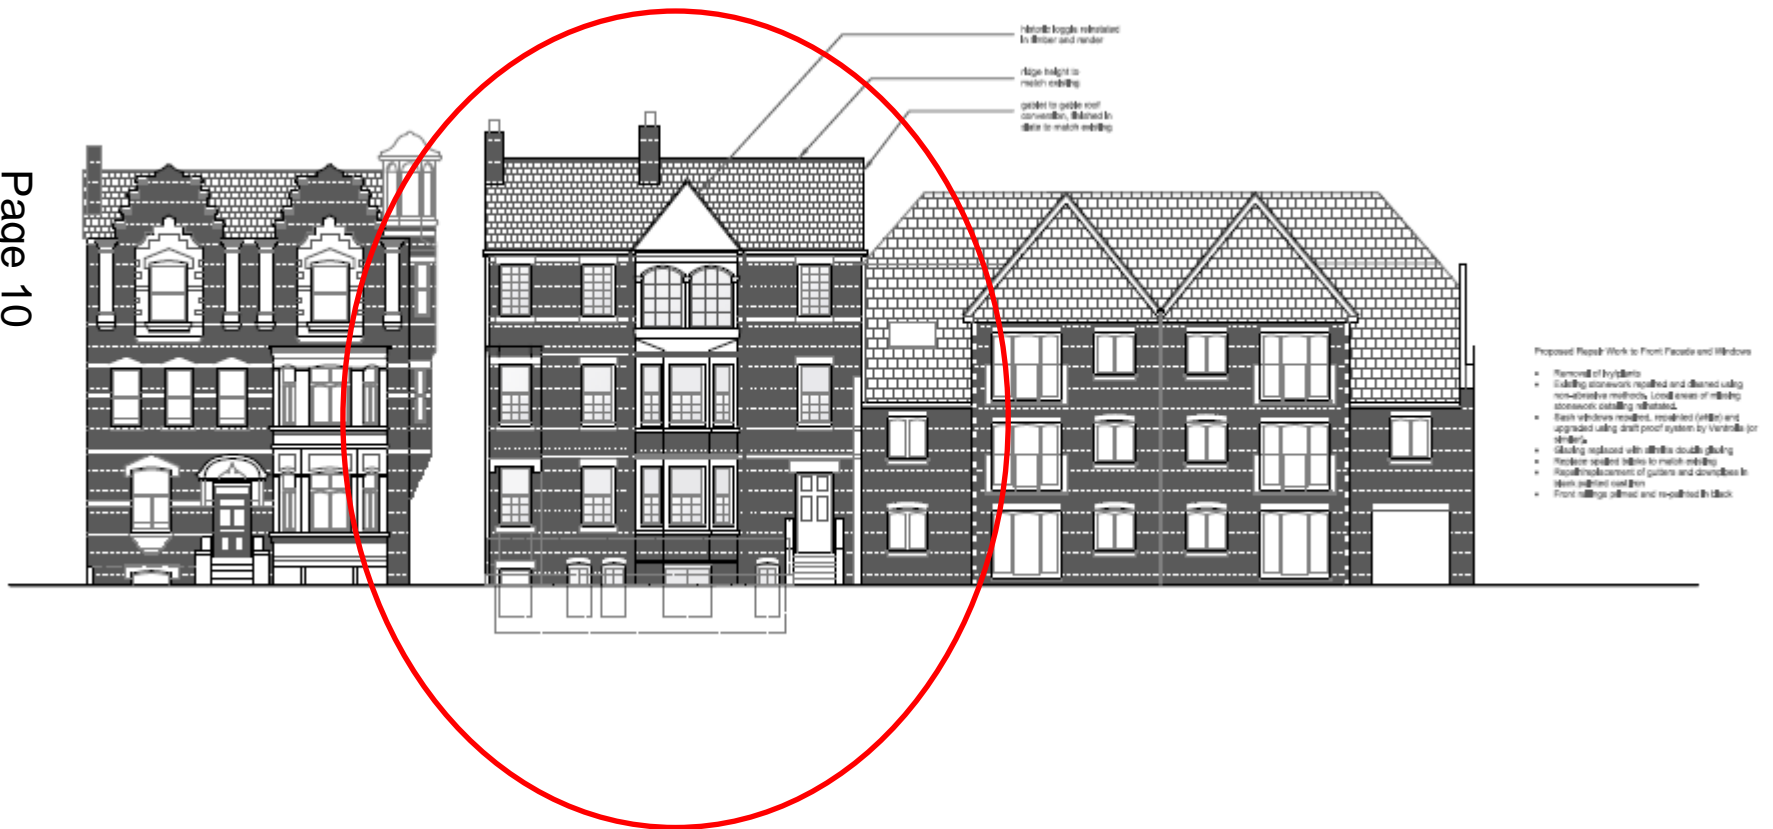 historic loggia reinstated
in timber and render
ridge height to
match existing
gablet to gable roof
conversion, finished in
slate to match existing
Page 10
Proposed Repair Work to Front Facade and Windows
• Removal of ivy/plants
• Existing stonework repaired and cleaned using
non-abrasive methods. Local areas of missing
stonework detailing reinstated.
• Sash windows repaired, repainted (white) and
upgraded using draft proof system by Ventrolla (or
similar).
• Glazing replaced with slimlite double glazing
• Replace spalled bricks to match existing
• Repair/replacement of gutters and downpipes in
black painted cast iron
• Front railings primed and re-painted in black